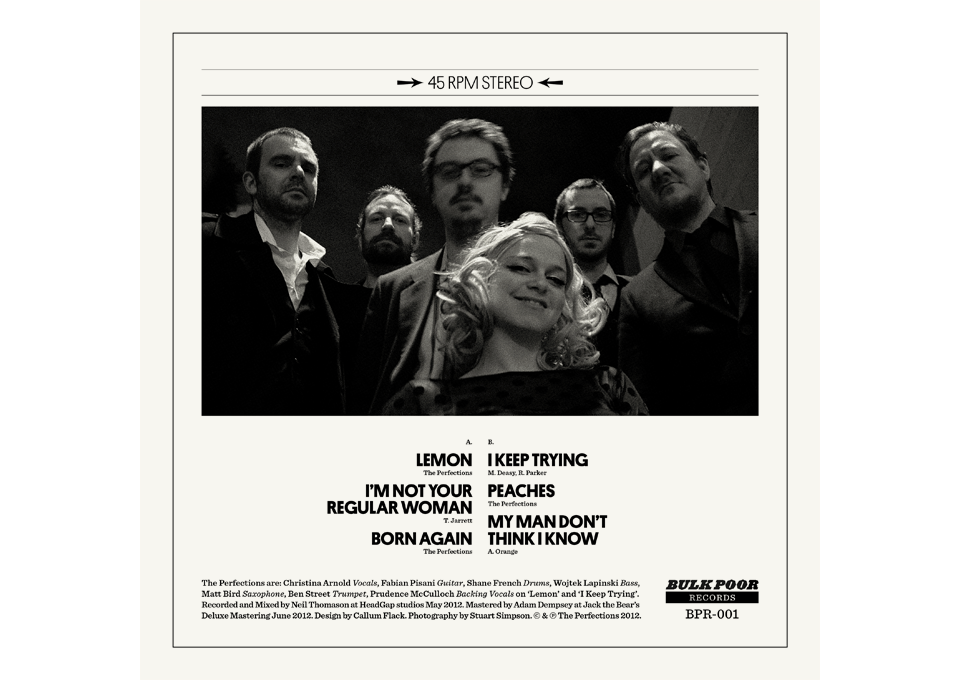 45 RPM STEREO
A.
LEMON
The Perfections
I'M NOT YOUR
REGULAR WOMAN
T. Jarrett
BORN AGAIN
The Perfections
B.
I KEEP TRYING
M. Deasy, R. Parker
PEACHES
The Perfections
MY MAN DON'T
THINK I KNOW
A. Orange
The Perfections are: Christina Arnold Vocals, Fabian Pisani Guitar, Shane French Drums, Wojtek Lapinski Bass,
Matt Bird Saxophone, Ben Street Trumpet, Prudence McCulloch Backing Vocals on 'Lemon' and 'I Keep Trying'.
Recorded and Mixed by Neil Thomason at HeadGap studios May 2012. Mastered by Adam Dempsey at Jack the Bear's
Deluxe Mastering June 2012. Design by Callum Flack. Photography by Stuart Simpson. © & ℗ The Perfections 2012.
BULK POOR
RECORDS
BPR-001